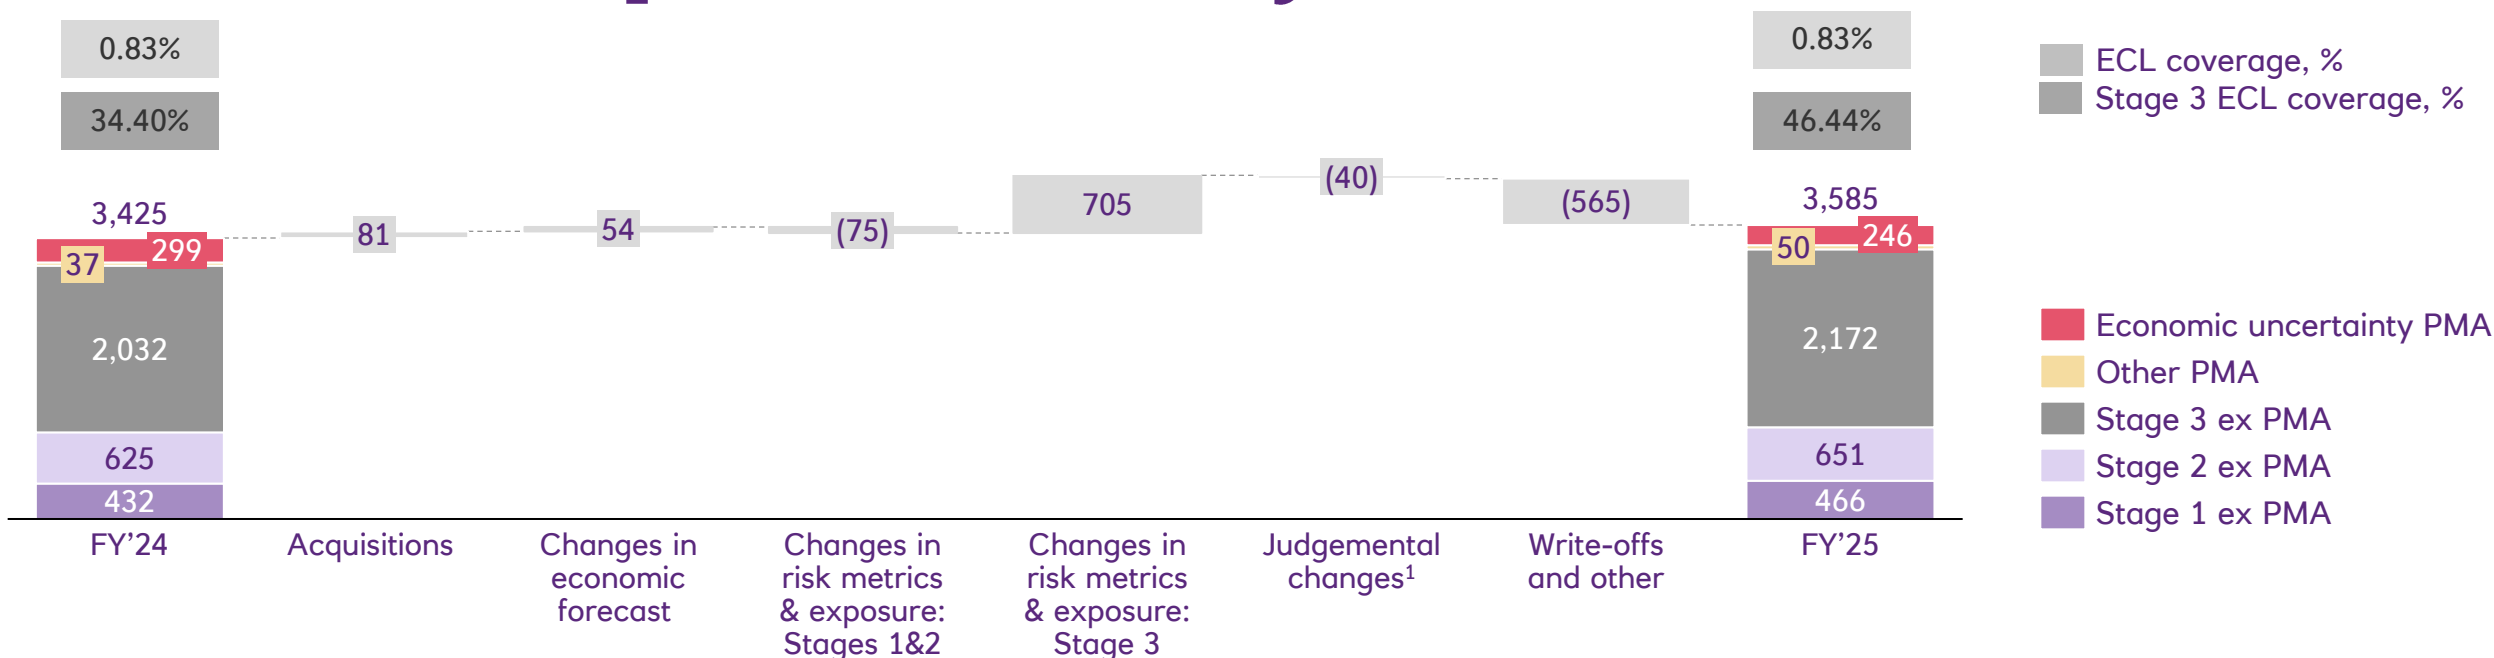 0.83%
34.40%
3,425
299
37
2,032
625
432
81
54
(75)
705
(40)
(565)
0.83%
46.44%
3,585
246
50
2,172
651
466
FY’24
Acquisitions
Changes in
economic
forecast
Changes in
risk metrics
& exposure:
Stages 1&2
Changes in
risk metrics
& exposure:
Stage 3
Judgemental
changes1
Write-offs
and other
FY’25
ECL coverage, %
Stage 3 ECL coverage, %
Economic uncertainty PMA
Other PMA
Stage 3 ex PMA
Stage 2 ex PMA
Stage 1 ex PMA